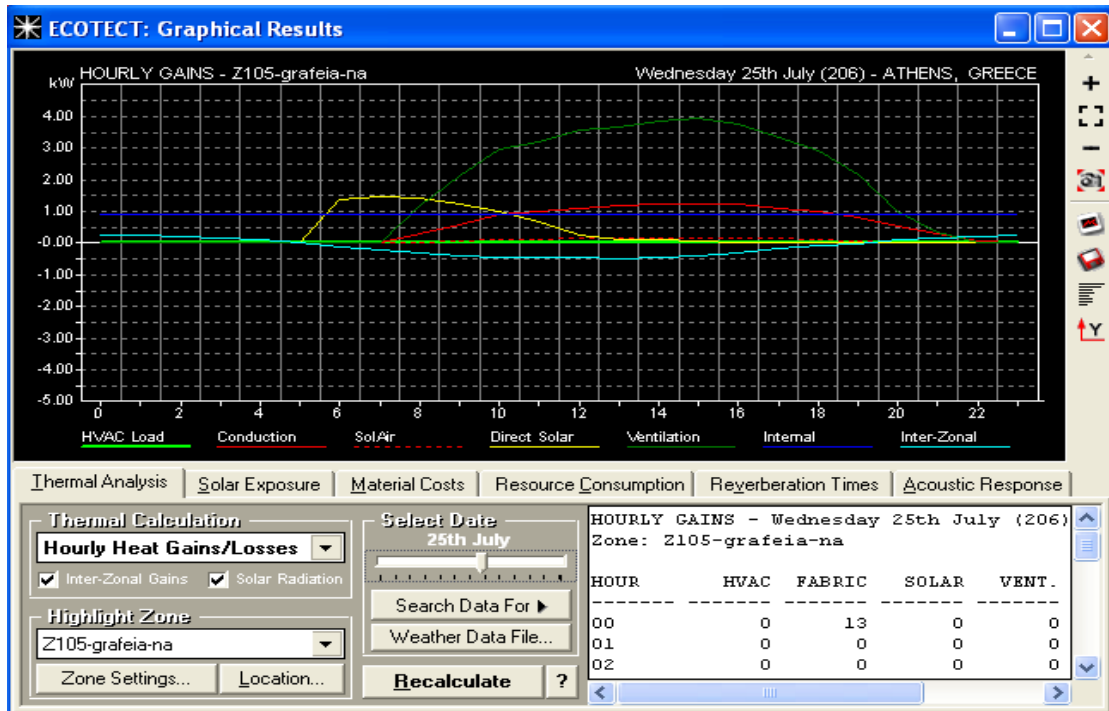 ECOTECT: Graphical Results
kW HOURLY GAINS - Z105-grafeia-na Wednesday 25th July (206) - ATHENS, GREECE
4.00
3.00
2.00
1.00
-0.00
-1.00
-2.00
-3.00
-4.00
-5.00
0 2 4 6 8 10 12 14 16 18 20 22
HVAC Load Conduction SolAir Direct Solar Ventilation Internal Inter-Zonal
Y
Thermal Analysis Solar Exposure Material Costs Resource Consumption Reverberation Times Acoustic Response
Thermal Calculation
Hourly Heat Gains/Losses
Inter-Zonal Gains Solar Radiation
Highlight Zone
Z105-grafeia-na
Zone Settings... Location...
Select Date
25th July
Search Data For
Weather Data File...
Recalculate ?
HOURLY GAINS - Wednesday 25th July (206)
Zone: Z105-grafeia-na
HOUR HVAC FABRIC SOLAR VENT.
------- ------- ------- ------- -------
00 0 13 0 0
01 0 0 0 0
02 0 0 0 0